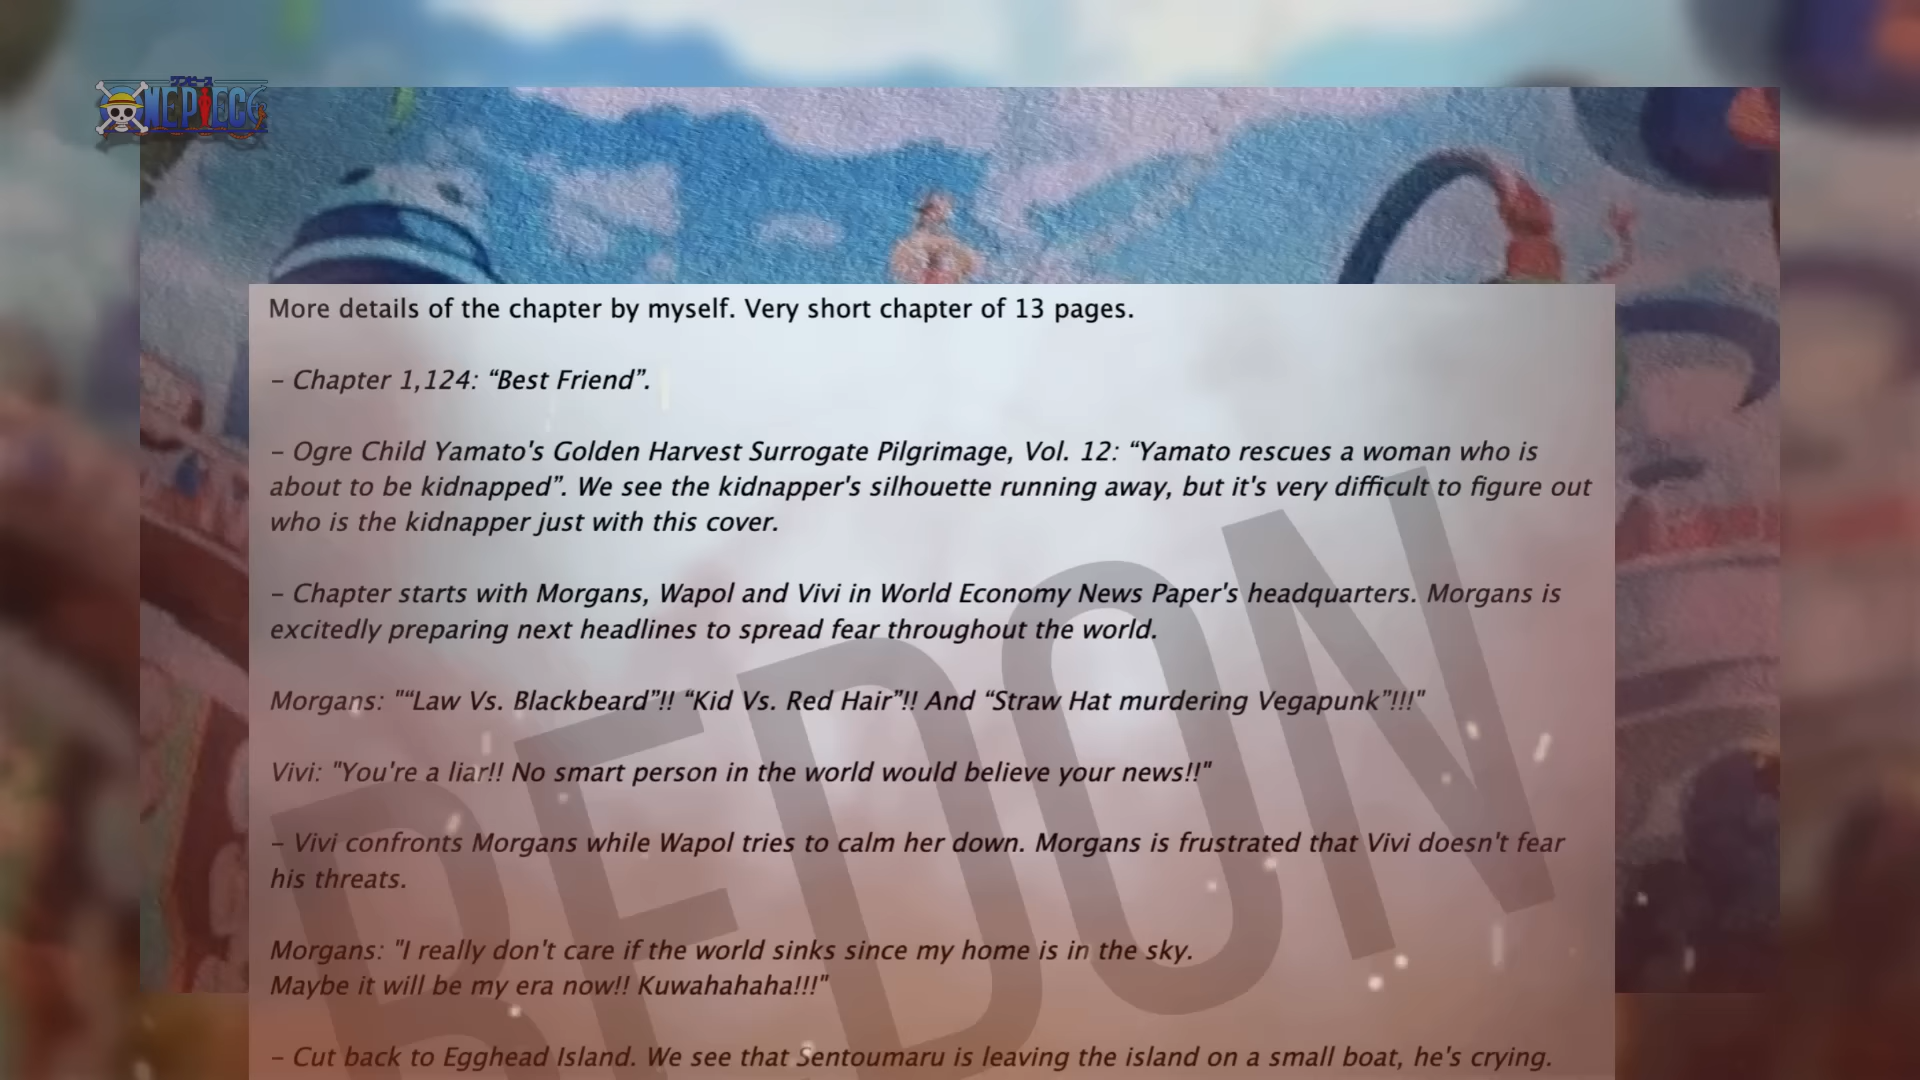 ワンピース
ONE PIECE
More details of the chapter by myself. Very short chapter of 13 pages.
– Chapter 1,124: “Best Friend”.
– Ogre Child Yamato's Golden Harvest Surrogate Pilgrimage, Vol. 12: “Yamato rescues a woman who is
about to be kidnapped”. We see the kidnapper's silhouette running away, but it's very difficult to figure out
who is the kidnapper just with this cover.
– Chapter starts with Morgans, Wapol and Vivi in World Economy News Paper's headquarters. Morgans is
excitedly preparing next headlines to spread fear throughout the world.
Morgans: "“Law Vs. Blackbeard”!! “Kid Vs. Red Hair”!! And “Straw Hat murdering Vegapunk”!!!"
Vivi: "You're a liar!! No smart person in the world would believe your news!!"
– Vivi confronts Morgans while Wapol tries to calm her down. Morgans is frustrated that Vivi doesn't fear
his threats.
Morgans: "I really don't care if the world sinks since my home is in the sky.
Maybe it will be my era now!! Kuwahahaha!!!"
– Cut back to Egghead Island. We see that Sentoumaru is leaving the island on a small boat, he's crying.
REDON